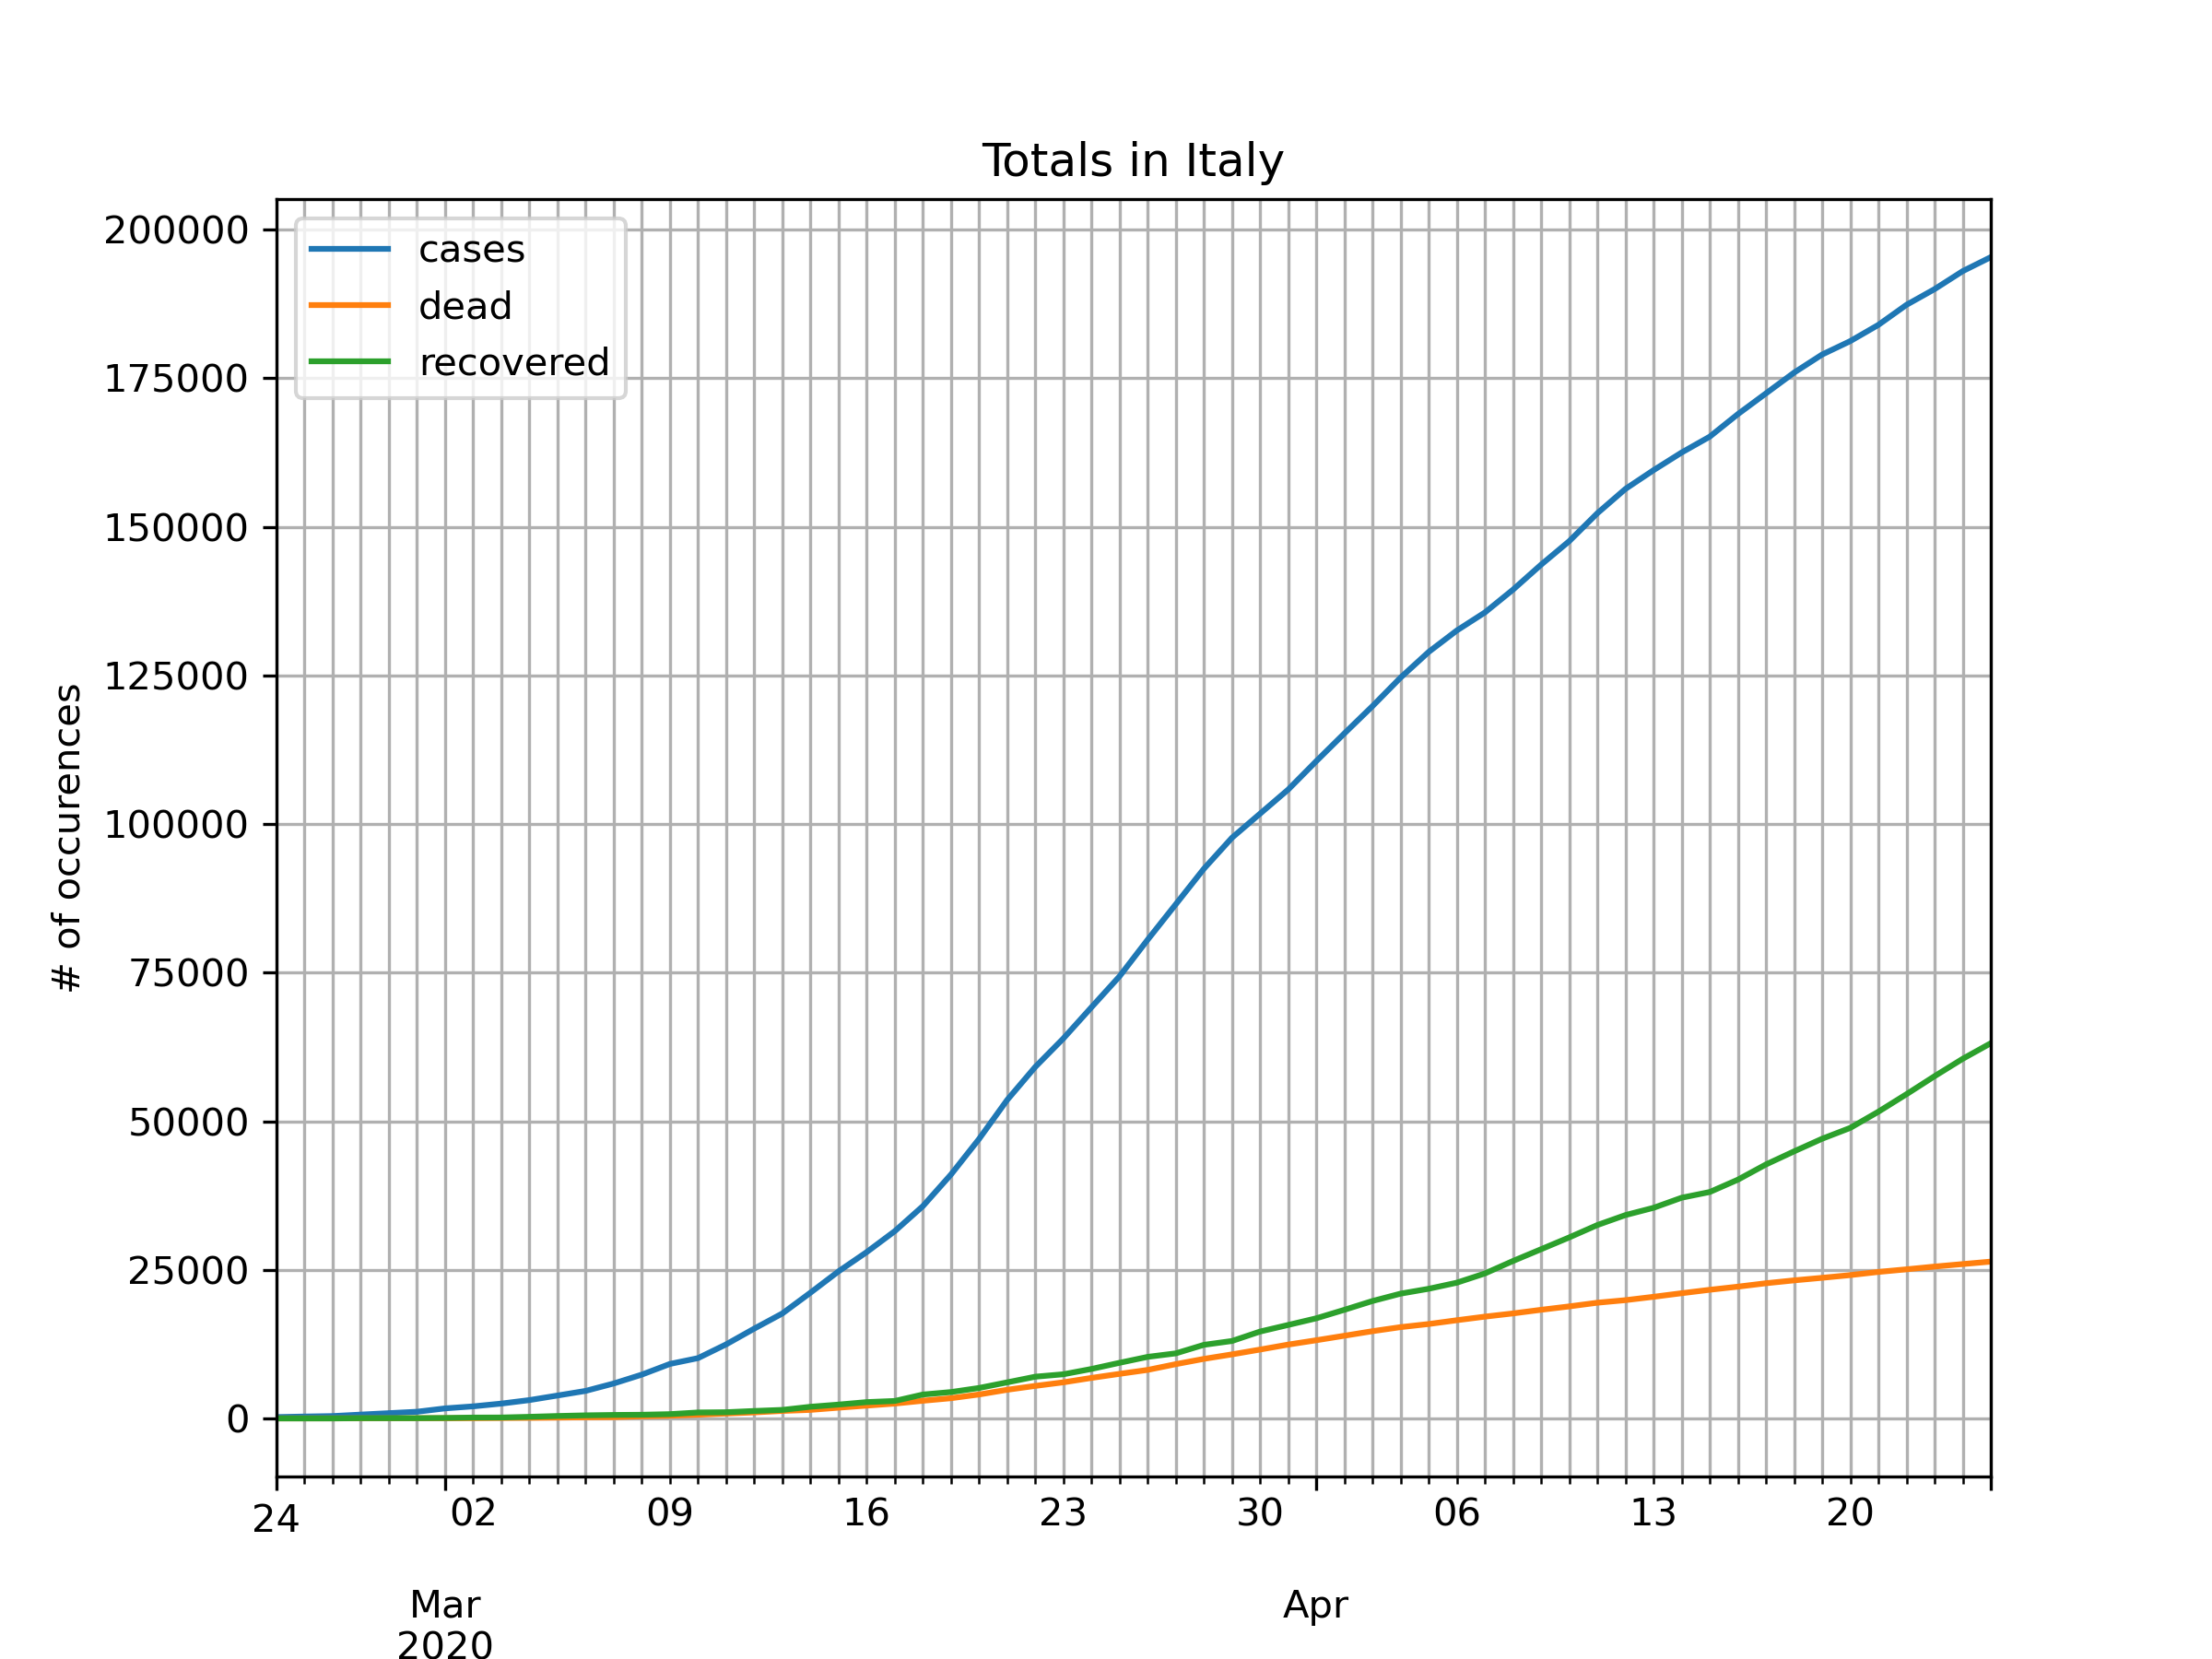 Totals in Italy
cases
dead
recovered
# of occurences
200000
175000
150000
125000
100000
75000
50000
25000
0
24 02 09 16 23 30 06 13 20
Mar Apr
2020